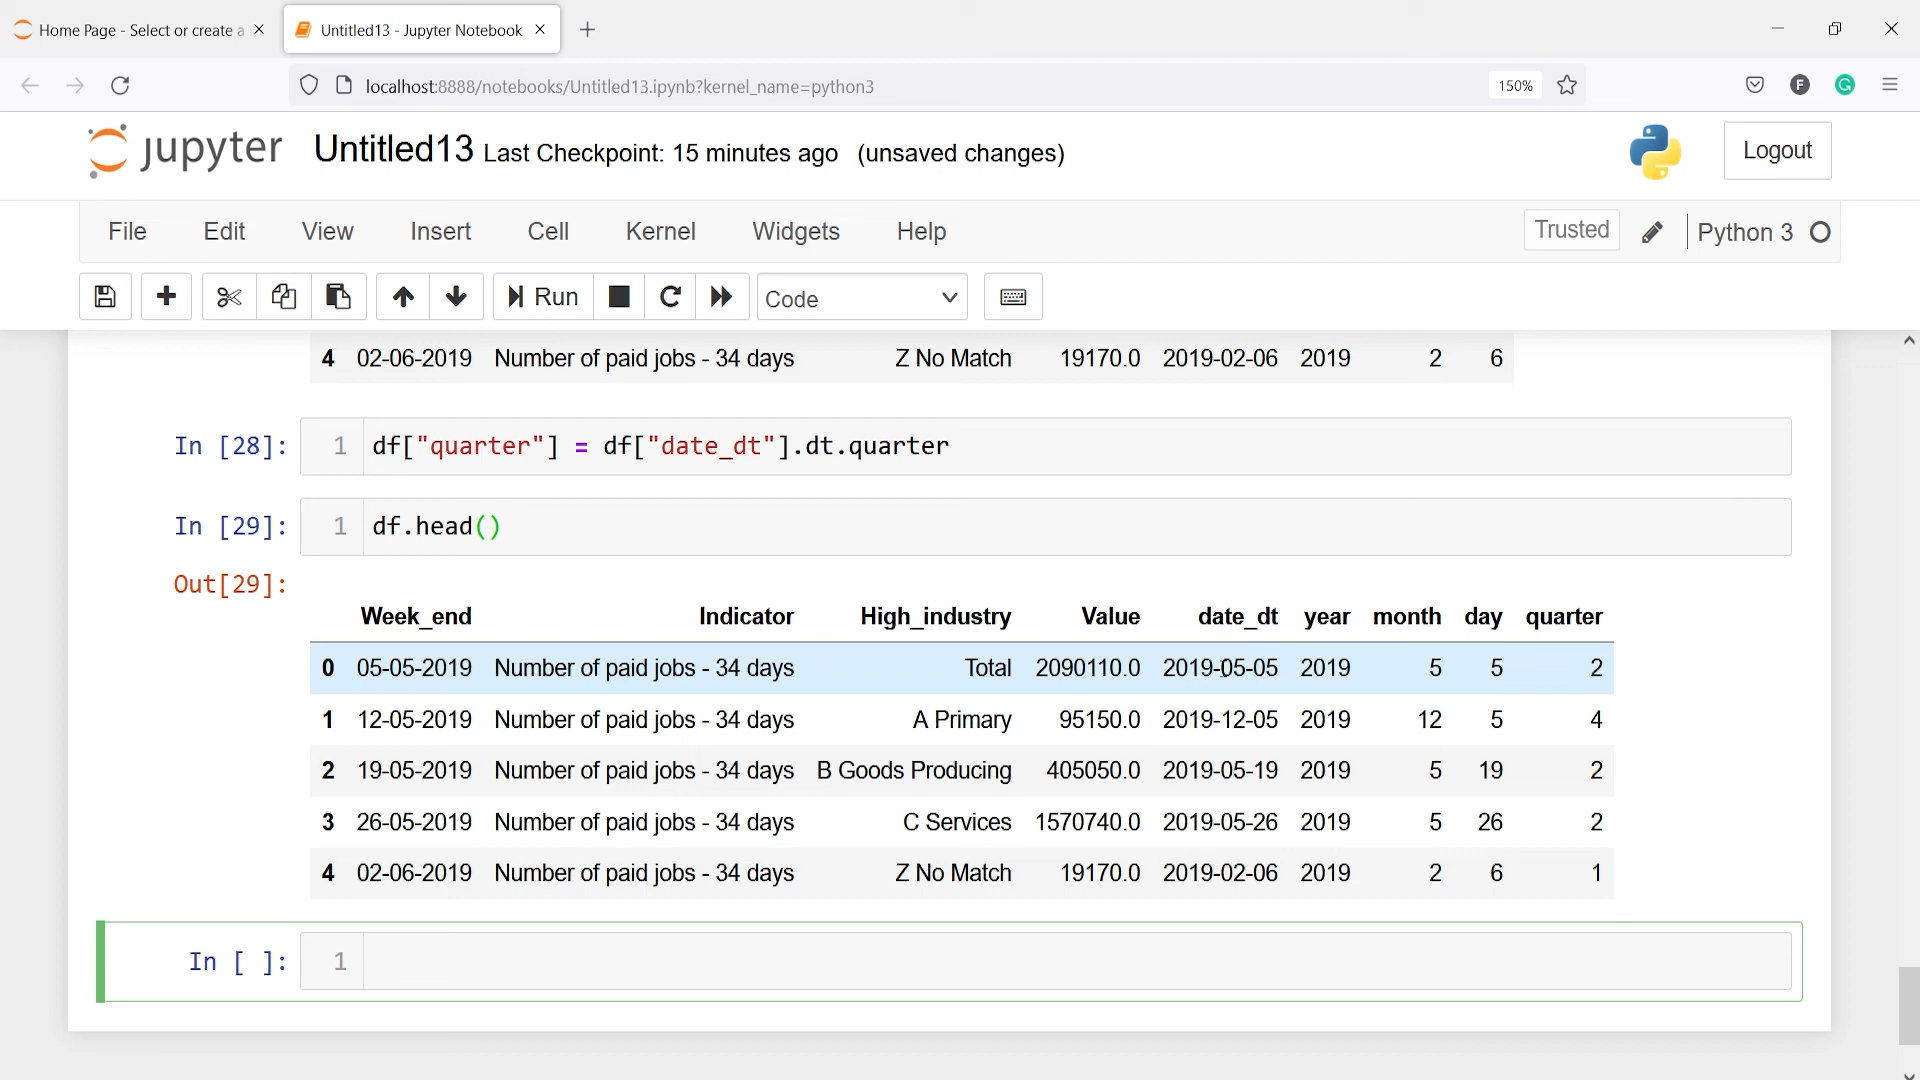 Home Page - Select or create a
Untitled13 - Jupyter Notebook
localhost:8888/notebooks/Untitled13.ipynb?kernel_name=python3
150%
F
G
jupyter Untitled13 Last Checkpoint: 15 minutes ago (unsaved changes)
Logout
File Edit View Insert Cell Kernel Widgets Help
Trusted Python 3
Run
Code
4 02-06-2019 Number of paid jobs - 34 days Z No Match 19170.0 2019-02-06 2019 2 6
In [28]: 1 df["quarter"] = df["date_dt"].dt.quarter
In [29]: 1 df.head()
Out[29]:
Week_end Indicator High_industry Value date_dt year month day quarter
0 05-05-2019 Number of paid jobs - 34 days Total 2090110.0 2019-05-05 2019 5 5 2
1 12-05-2019 Number of paid jobs - 34 days A Primary 95150.0 2019-12-05 2019 12 5 4
2 19-05-2019 Number of paid jobs - 34 days B Goods Producing 405050.0 2019-05-19 2019 5 19 2
3 26-05-2019 Number of paid jobs - 34 days C Services 1570740.0 2019-05-26 2019 5 26 2
4 02-06-2019 Number of paid jobs - 34 days Z No Match 19170.0 2019-02-06 2019 2 6 1
In [ ]: 1